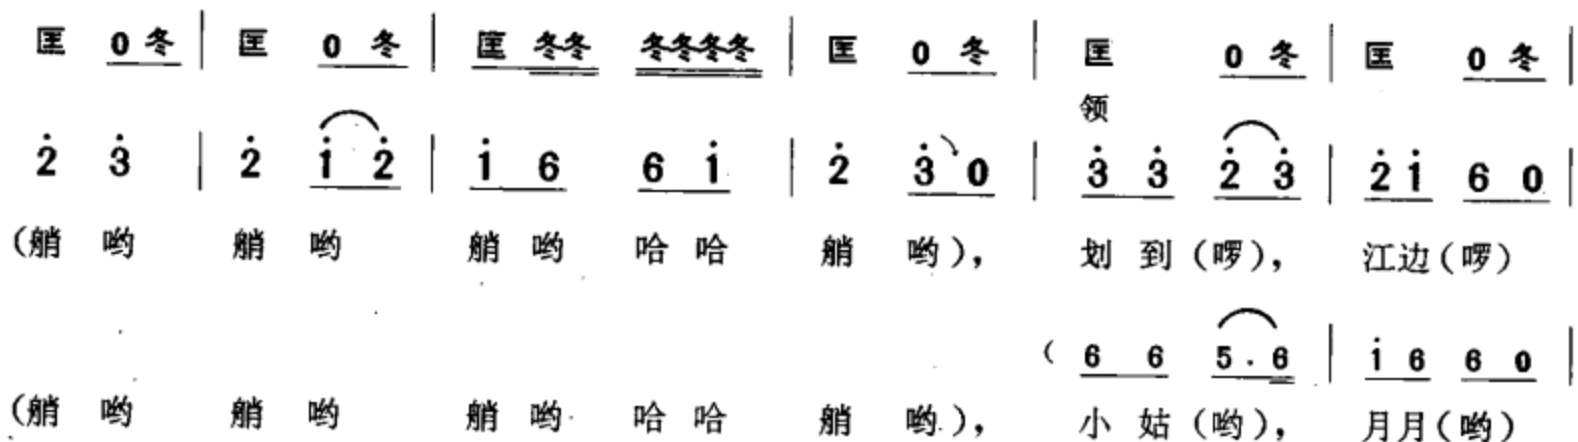 匡 0冬 | 匡 0 冬 | 匡 冬冬 冬冬冬冬 | 匡 0 冬 | 匡 0 冬 | 匡 0 冬 |
领
2̇ 3̇ | 2̇ 1̇ 2̇ | 1̇ 6 6 1̇ | 2̇ 3̇ 0 | 3̇ 3̇ 2̇ 3̇ | 2̇ 1̇ 6 0 |
(艄 哟 艄 哟 艄 哟 哈 哈 艄 哟), 划 到 (啰), 江边(啰)
( 6 6 5 . 6 | 1̇ 6 6 0 |
(艄 哟 艄 哟 艄 哟 哈 哈 艄 哟), 小 姑 (哟), 月月(哟)